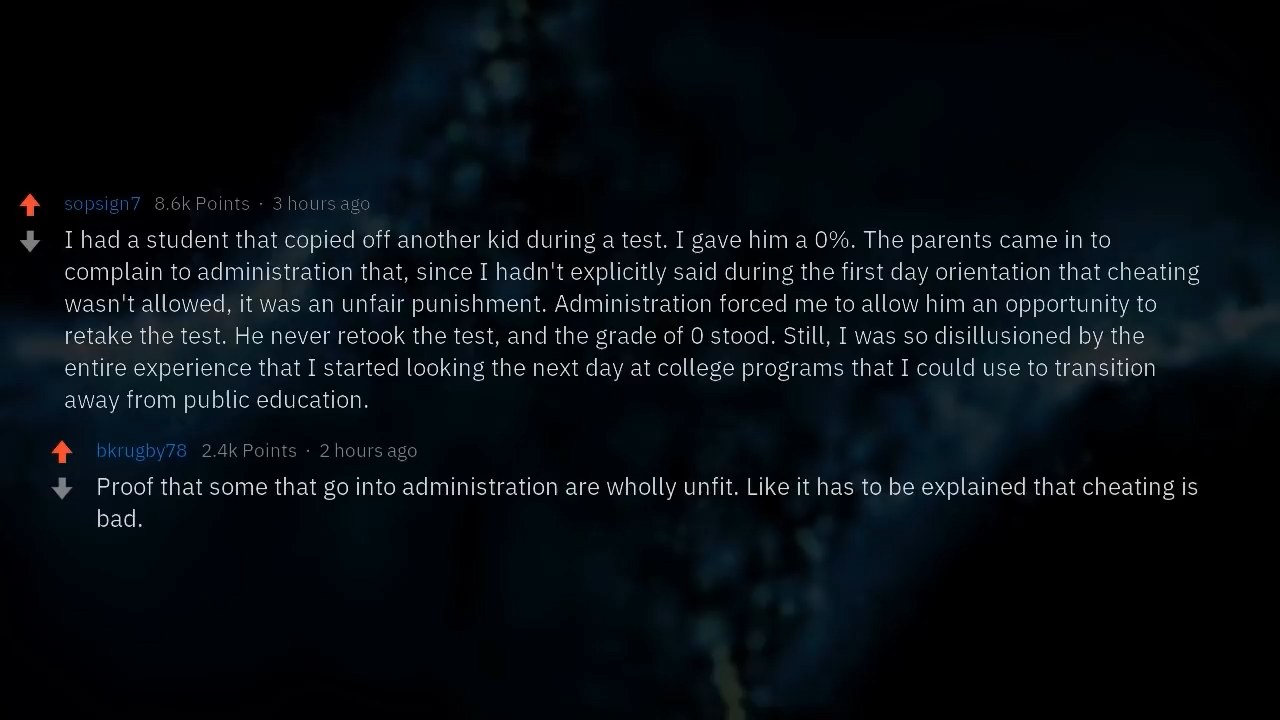 sopsign7 8.6k Points · 3 hours ago
I had a student that copied off another kid during a test. I gave him a 0%. The parents came in to
complain to administration that, since I hadn't explicitly said during the first day orientation that cheating
wasn't allowed, it was an unfair punishment. Administration forced me to allow him an opportunity to
retake the test. He never retook the test, and the grade of 0 stood. Still, I was so disillusioned by the
entire experience that I started looking the next day at college programs that I could use to transition
away from public education.
bkrugby78 2.4k Points · 2 hours ago
Proof that some that go into administration are wholly unfit. Like it has to be explained that cheating is
bad.